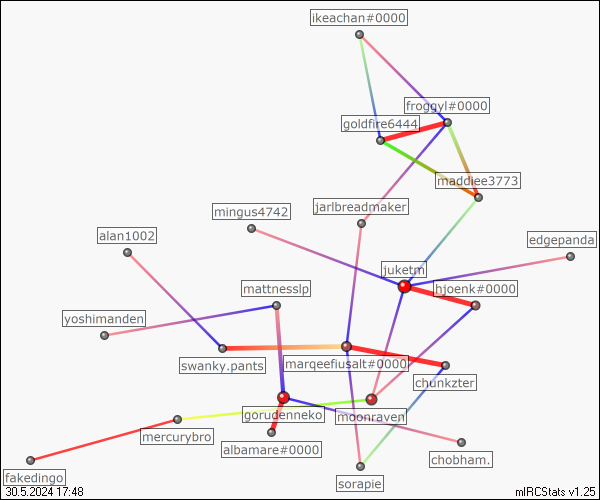 ikeachan#0000
froggyl#0000
goldfire6444
maddiee3773
mingus4742
jarlbreadmaker
alan1002
edgepanda
juketm
mattnesslp
hjoenk#0000
yoshimanden
swanky.pants
marqeefiusalt#0000
chunkzter
gorudenneko
moonraven
mercurybro
albamare#0000
chobham.
fakedingo
sorapie
30.5.2024 17:48
mIRCStats v1.25